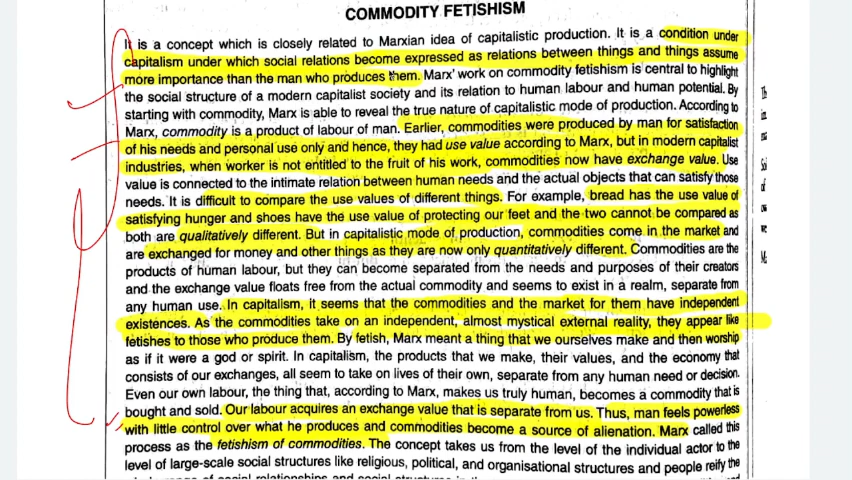 COMMODITY FETISHISM
It is a concept which is closely related to Marxian idea of capitalistic production. It is a condition under
capitalism under which social relations become expressed as relations between things and things assume
more importance than the man who produces them. Marx' work on commodity fetishism is central to highlight
the social structure of a modern capitalist society and its relation to human labour and human potential. By
starting with commodity, Marx is able to reveal the true nature of capitalistic mode of production. According to
Marx, commodity is a product of labour of man. Earlier, commodities were produced by man for satisfaction
of his needs and personal use only and hence, they had use value according to Marx, but in modern capitalist
industries, when worker is not entitled to the fruit of his work, commodities now have exchange value. Use
value is connected to the intimate relation between human needs and the actual objects that can satisfy those
needs. It is difficult to compare the use values of different things. For example, bread has the use value of
satisfying hunger and shoes have the use value of protecting our feet and the two cannot be compared as
both are qualitatively different. But in capitalistic mode of production, commodities come in the market and
are exchanged for money and other things as they are now only quantitatively different. Commodities are the
products of human labour, but they can become separated from the needs and purposes of their creators
and the exchange value floats free from the actual commodity and seems to exist in a realm, separate from
any human use. In capitalism, it seems that the commodities and the market for them have independent
existences. As the commodities take on an independent, almost mystical external reality, they appear like
fetishes to those who produce them. By fetish, Marx meant a thing that we ourselves make and then worship
as if it were a god or spirit. In capitalism, the products that we make, their values, and the economy that
consists of our exchanges, all seem to take on lives of their own, separate from any human need or decision.
Even our own labour, the thing that, according to Marx, makes us truly human, becomes a commodity that is
bought and sold. Our labour acquires an exchange value that is separate from us. Thus, man feels powerless
with little control over what he produces and commodities become a source of alienation. Marx called this
process as the fetishism of commodities. The concept takes us from the level of the individual actor to the
level of large-scale social structures like religious, political, and organisational structures and people reify the